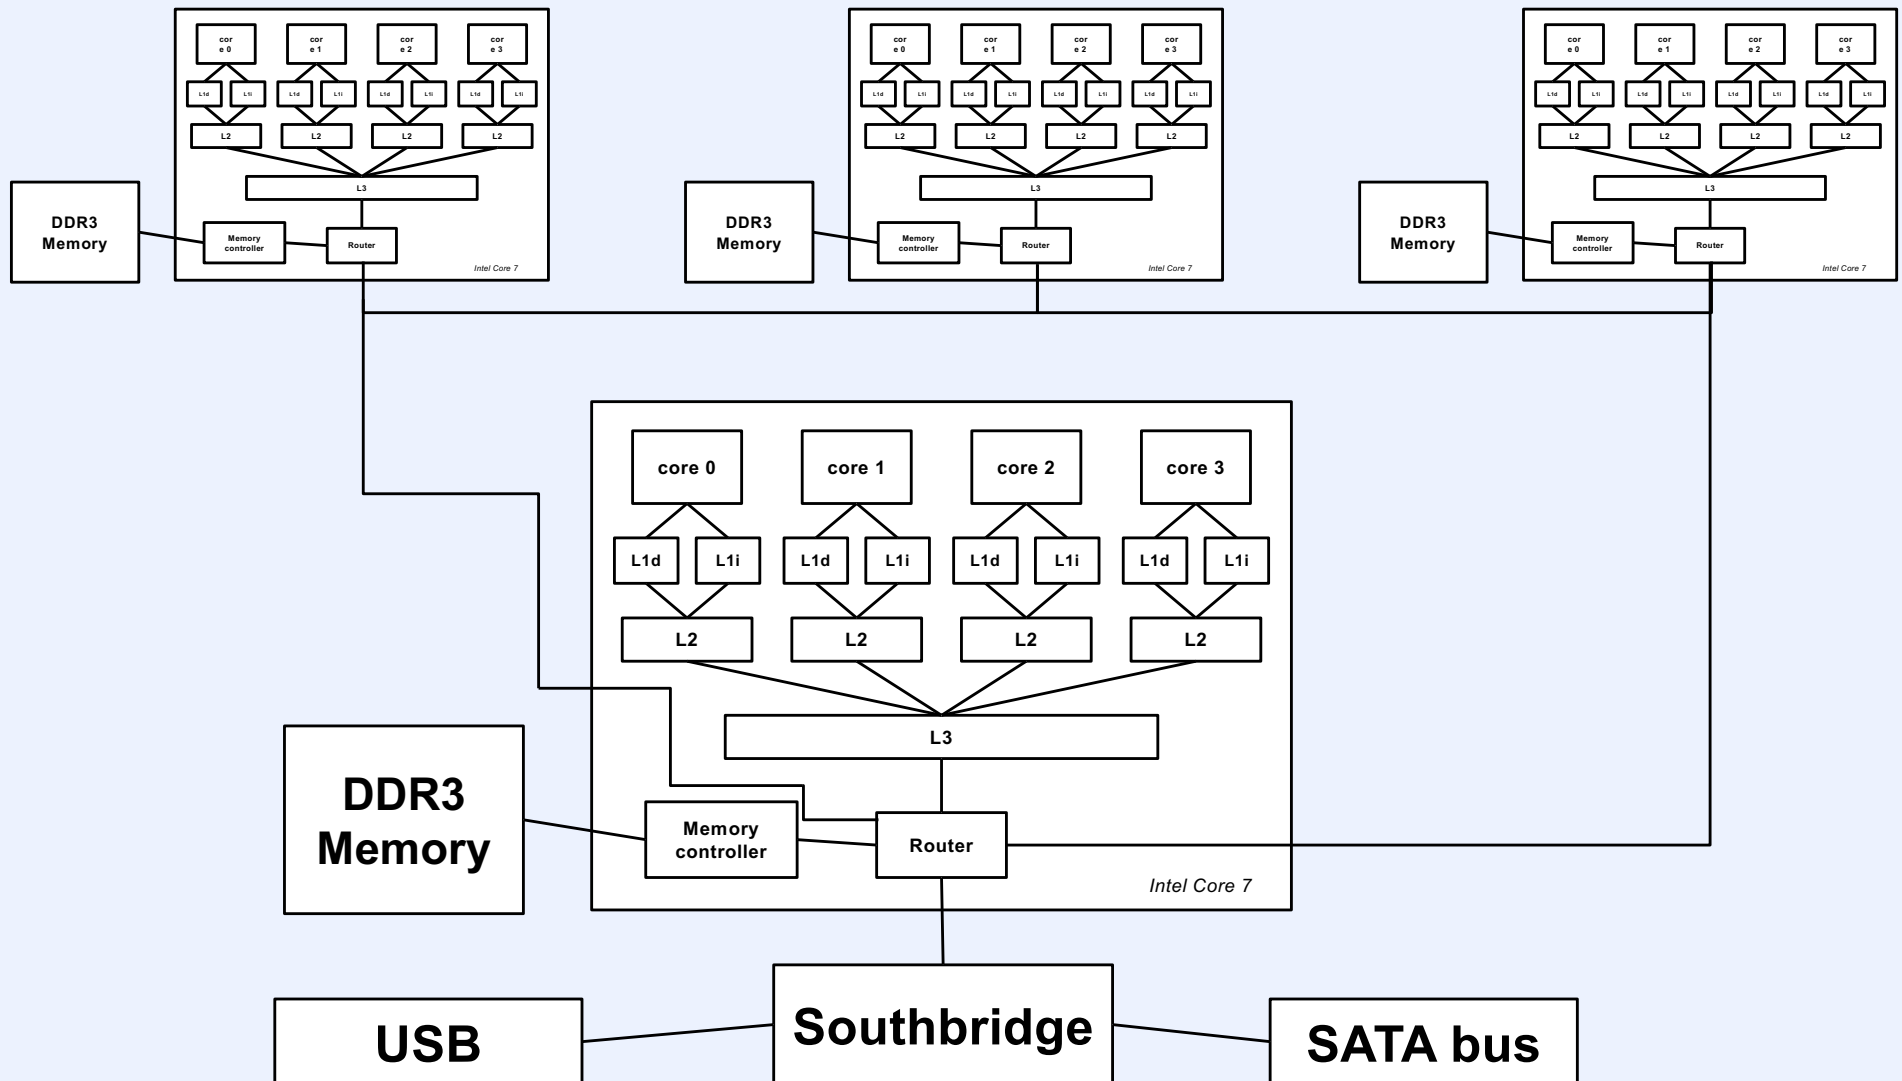 cor
e 0
cor
e 1
cor
e 2
cor
e 3
L1d
L1i
L1d
L1i
L1d
L1i
L1d
L1i
L2
L2
L2
L2
L3
DDR3
Memory
Memory
controller
Router
Intel Core 7
cor
e 0
cor
e 1
cor
e 2
cor
e 3
L1d
L1i
L1d
L1i
L1d
L1i
L1d
L1i
L2
L2
L2
L2
L3
DDR3
Memory
Memory
controller
Router
Intel Core 7
cor
e 0
cor
e 1
cor
e 2
cor
e 3
L1d
L1i
L1d
L1i
L1d
L1i
L1d
L1i
L2
L2
L2
L2
L3
DDR3
Memory
Memory
controller
Router
Intel Core 7
core 0
core 1
core 2
core 3
L1d
L1i
L1d
L1i
L1d
L1i
L1d
L1i
L2
L2
L2
L2
L3
DDR3
Memory
Memory
controller
Router
Intel Core 7
USB
Southbridge
SATA bus